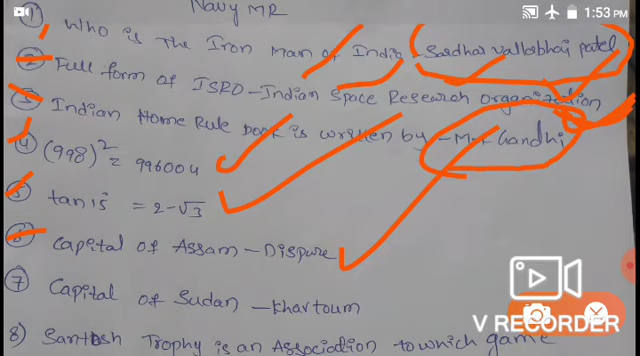 1:53 PM
Navy MR
① Who is The Iron Man of India - Sardhar Vallabhai Patel
② Full form of ISRO - Indian Space Research Organization
③ Indian Home Rule book is written by - M.K Gandhi
④ (998)² = 996004
⑤ tan 15° = 2-√3
⑥ Capital of Assam - Dispure
⑦ Capital of Sudan - Khartoum
8) Santosh Trophy is an Association to which game
V RECORDER